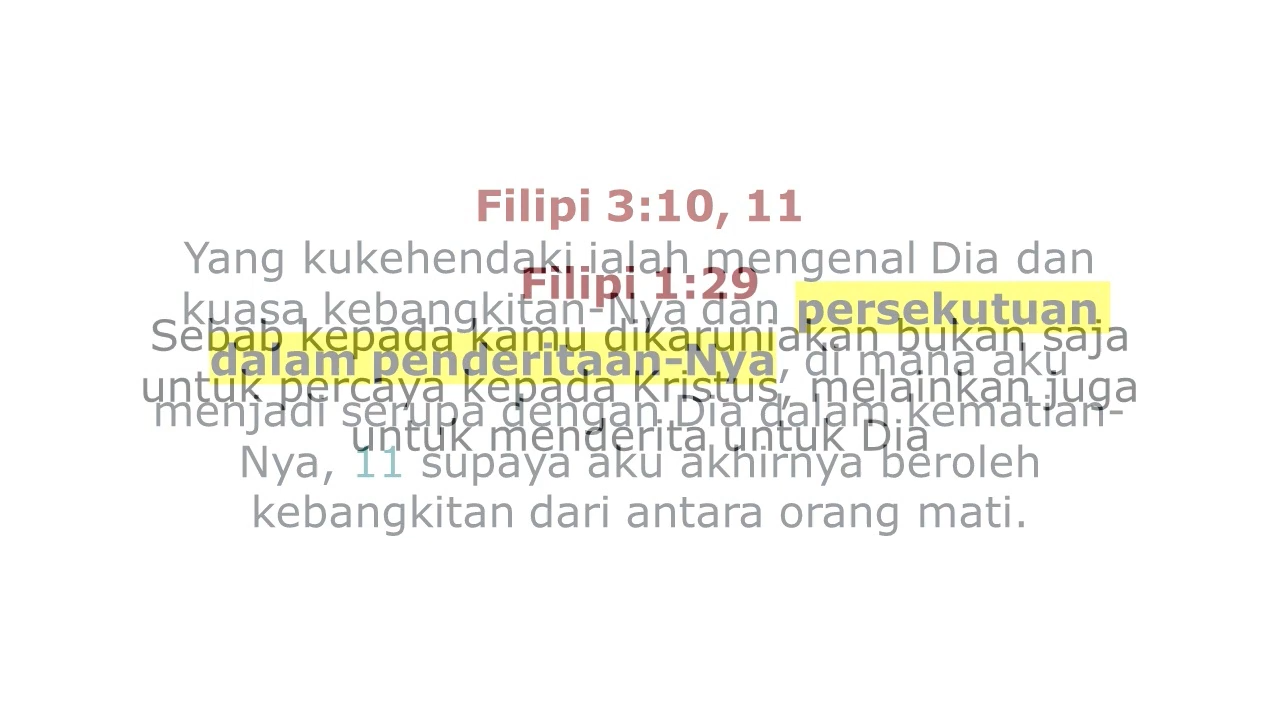 Filipi 3:10, 11
Yang kukehendaki ialah mengenal Dia dan
kuasa kebangkitan-Nya dan persekutuan
dalam penderitaan-Nya, di mana aku
menjadi serupa dengan Dia dalam kematian-
Nya, 11 supaya aku akhirnya beroleh
kebangkitan dari antara orang mati.
Filipi 1:29
Sebab kepada kamu dikaruniakan bukan saja
untuk percaya kepada Kristus, melainkan juga
untuk menderita untuk Dia